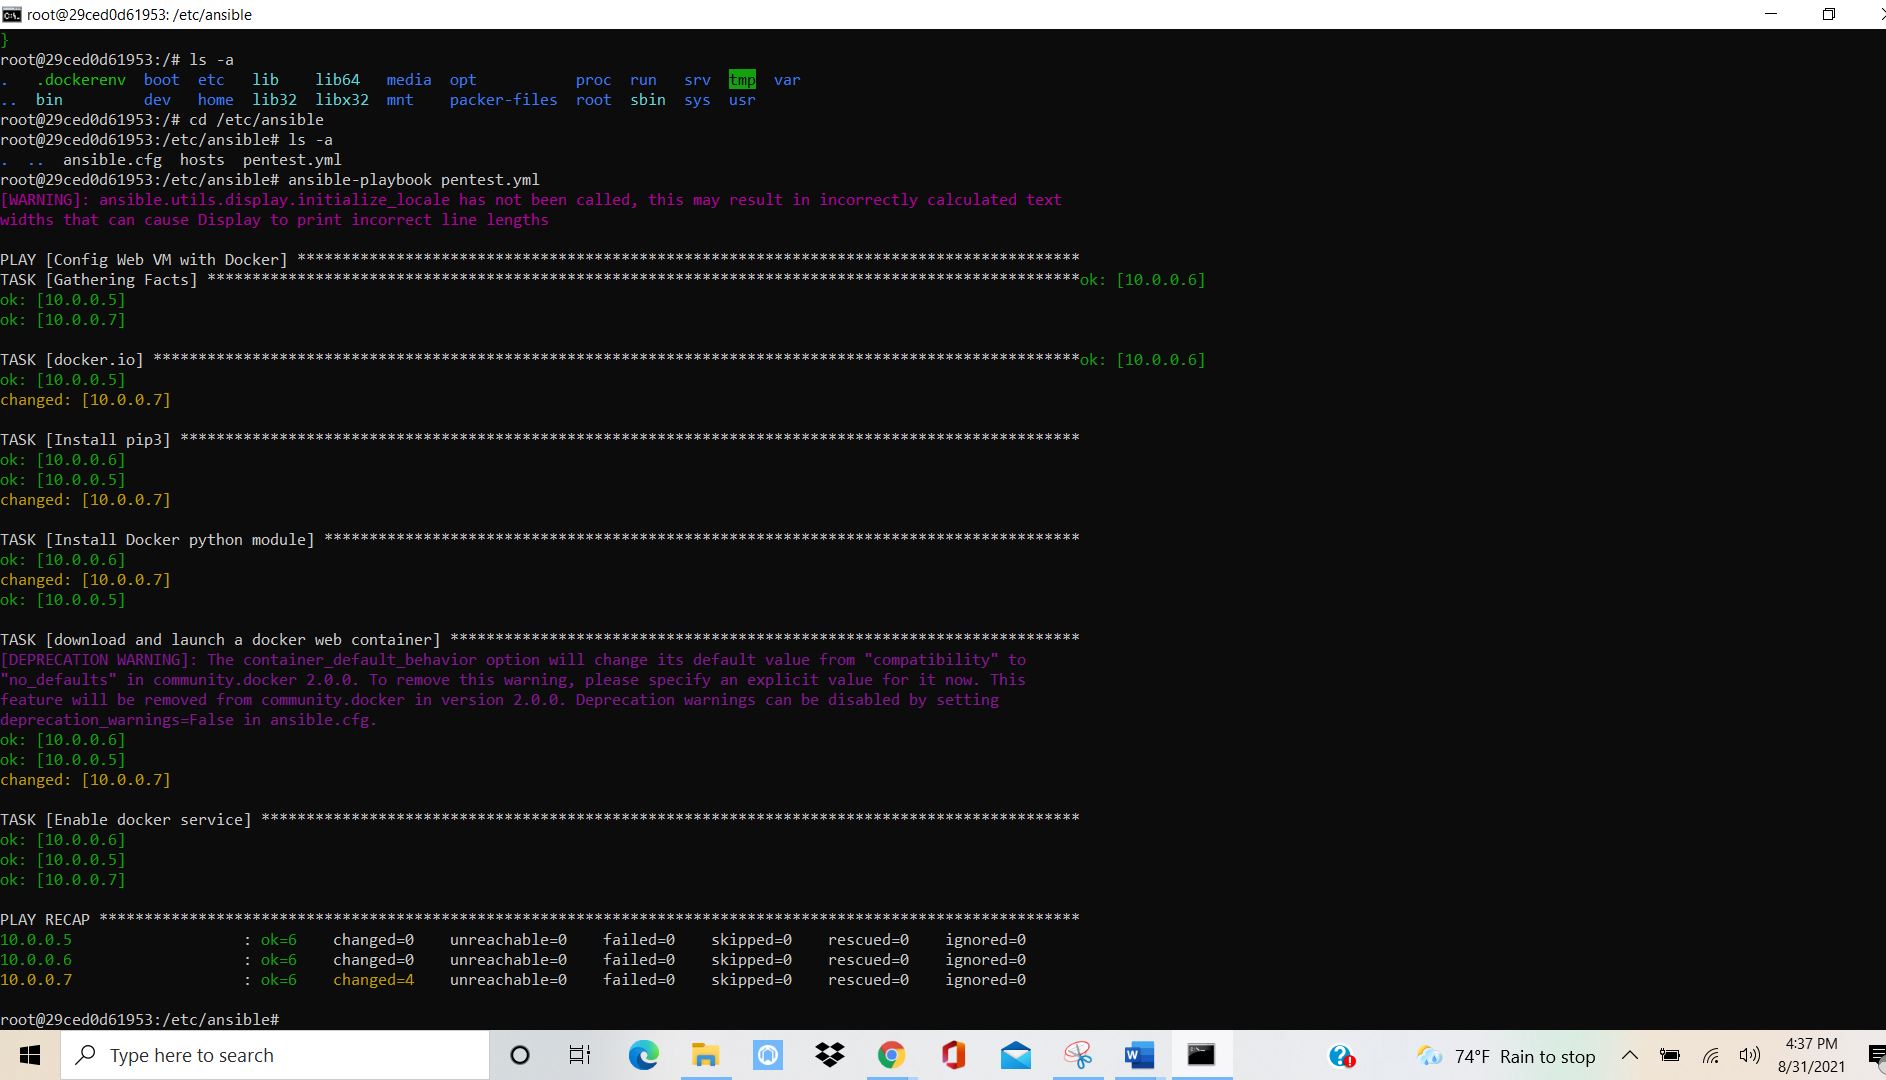 root@29ced0d61953: /etc/ansible
}
root@29ced0d61953:/# ls -a
.   .dockerenv  boot  etc   lib    lib64   media  opt           proc  run   srv  tmp  var
..  bin         dev   home  lib32  libx32  mnt    packer-files  root  sbin  sys  usr
root@29ced0d61953:/# cd /etc/ansible
root@29ced0d61953:/etc/ansible# ls -a
.  ..  ansible.cfg  hosts  pentest.yml
root@29ced0d61953:/etc/ansible# ansible-playbook pentest.yml
[WARNING]: ansible.utils.display.initialize_locale has not been called, this may result in incorrectly calculated text
widths that can cause Display to print incorrect line lengths
PLAY [Config Web VM with Docker] ***************************************************************************************
TASK [Gathering Facts] *************************************************************************************************ok: [10.0.0.6]
ok: [10.0.0.5]
ok: [10.0.0.7]
TASK [docker.io] *******************************************************************************************************ok: [10.0.0.6]
ok: [10.0.0.5]
changed: [10.0.0.7]
TASK [Install pip3] ****************************************************************************************************
ok: [10.0.0.6]
ok: [10.0.0.5]
changed: [10.0.0.7]
TASK [Install Docker python module] ************************************************************************************
ok: [10.0.0.6]
changed: [10.0.0.7]
ok: [10.0.0.5]
TASK [download and launch a docker web container] **********************************************************************
[DEPRECATION WARNING]: The container_default_behavior option will change its default value from "compatibility" to
"no_defaults" in community.docker 2.0.0. To remove this warning, please specify an explicit value for it now. This
feature will be removed from community.docker in version 2.0.0. Deprecation warnings can be disabled by setting
deprecation_warnings=False in ansible.cfg.
ok: [10.0.0.6]
ok: [10.0.0.5]
changed: [10.0.0.7]
TASK [Enable docker service] *******************************************************************************************
ok: [10.0.0.6]
ok: [10.0.0.5]
ok: [10.0.0.7]
PLAY RECAP *************************************************************************************************************
10.0.0.5                   : ok=6    changed=0    unreachable=0    failed=0    skipped=0    rescued=0    ignored=0
10.0.0.6                   : ok=6    changed=0    unreachable=0    failed=0    skipped=0    rescued=0    ignored=0
10.0.0.7                   : ok=6    changed=4    unreachable=0    failed=0    skipped=0    rescued=0    ignored=0
root@29ced0d61953:/etc/ansible#
Type here to search
74°F Rain to stop
4:37 PM
8/31/2021